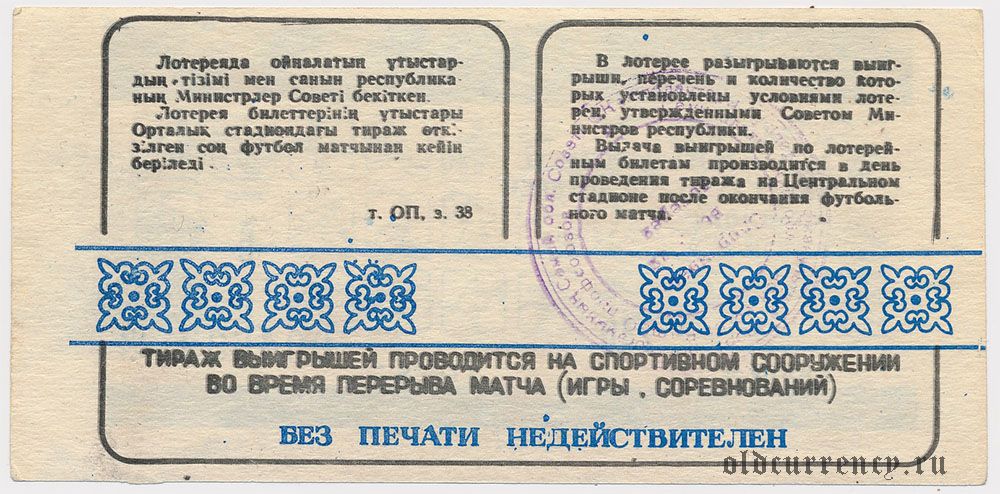 Лотереяда ойналатын ұтыстар-
дың тізімі мен санын республика-
ның Министрлер Советі бекіткен.
Лотерея билеттерінің ұтыстары
Орталық стадиондағы тираж өткі-
зілген соң футбол матчынан кейін
беріледі.
т. ОП, з. 38
В лотерее разыгрываются выиг-
рыши, перечень и количество кото-
рых установлены условиями лоте-
реи, утвержденными Советом Ми-
нистров республики.
Выдача выигрышей по лотерей-
ным билетам производится в день
проведения тиража на Центральном
стадионе после окончания футболь-
ного матча.
ТИРАЖ ВЫИГРЫШЕЙ ПРОВОДИТСЯ НА СПОРТИВНОМ СООРУЖЕНИИ
ВО ВРЕМЯ ПЕРЕРЫВА МАТЧА (ИГРЫ, СОРЕВНОВАНИЙ)
БЕЗ ПЕЧАТИ НЕДЕЙСТВИТЕЛЕН
oldcurrency.ru